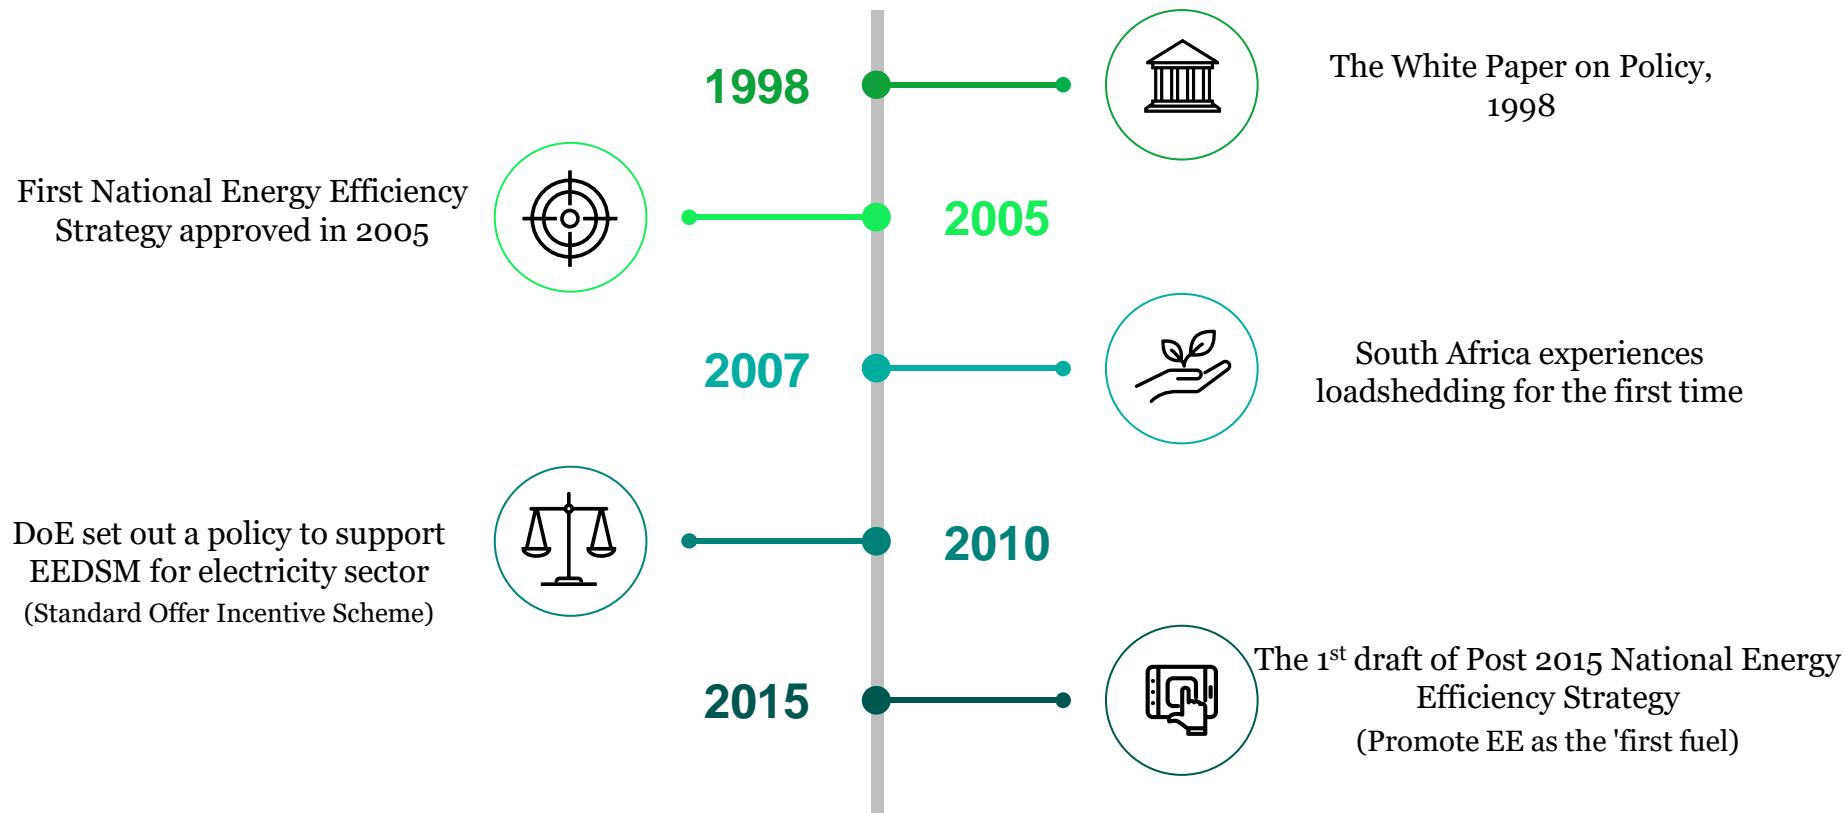 1998
The White Paper on Policy,
1998
First National Energy Efficiency
Strategy approved in 2005
2005
2007
South Africa experiences
loadshedding for the first time
DoE set out a policy to support
EEDSM for electricity sector
(Standard Offer Incentive Scheme)
2010
2015
The 1st draft of Post 2015 National Energy
Efficiency Strategy
(Promote EE as the 'first fuel)